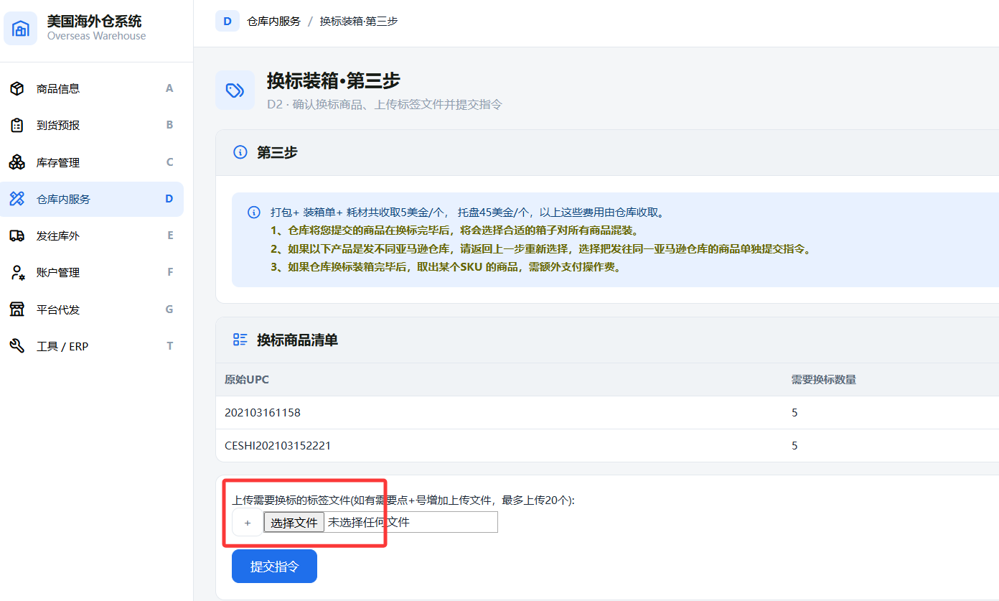 美国海外仓系统
Overseas Warehouse
商品信息 A
到货预报 B
库存管理 C
仓库内服务 D
发往库外 E
账户管理 F
平台代发 G
工具 / ERP T
D 仓库内服务 / 换标装箱·第三步
换标装箱•第三步
D2 · 确认换标商品、上传标签文件并提交指令
第三步
打包+ 装箱单+ 耗材共收取5美金/个， 托盘45美金/个，以上这些费用由仓库收取。
1、仓库将您提交的商品在换标完毕后，将会选择合适的箱子对所有商品混装。
2、如果以下产品是发不同亚马逊仓库，请返回上一步重新选择，选择把发往同一亚马逊仓库的商品单独提交指令。
3、如果仓库换标装箱完毕后，取出某个SKU 的商品，需额外支付操作费。
换标商品清单
原始UPC 需要换标数量
202103161158 5
CESHI202103152221 5
上传需要换标的标签文件(如有需要点+号增加上传文件，最多上传20个):
+ 选择文件 未选择任何文件
提交指令